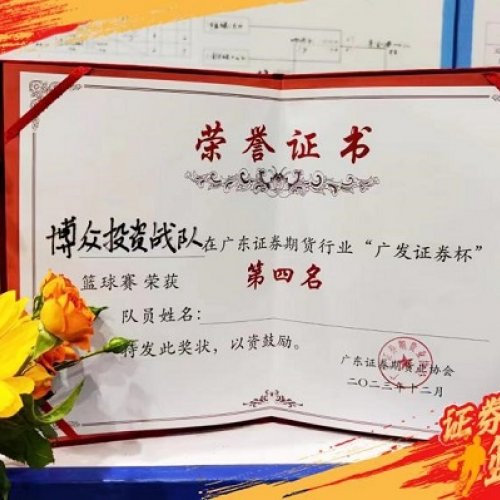 荣誉证书
博众投资战队在广东证券期货行业“广发证券杯”
篮球赛 荣获 第四名
队员姓名：
特发此奖状，以资鼓励。
广东证券期货业协会
二〇二三年十二月
证券